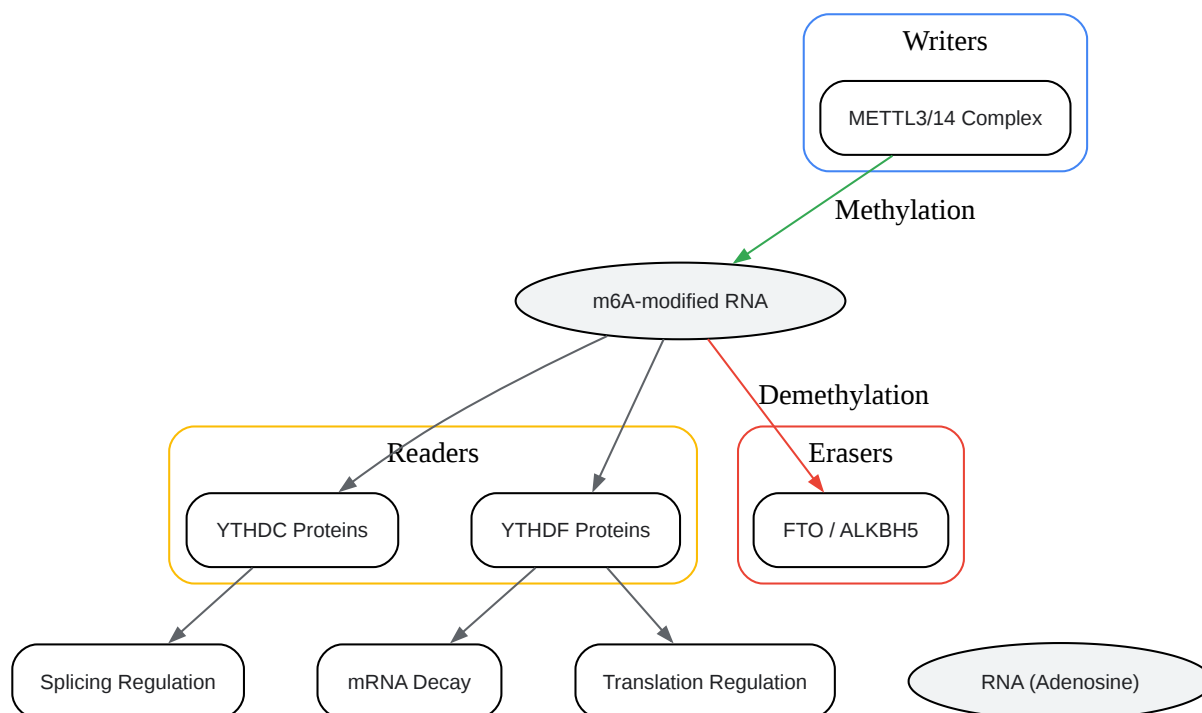 Writers
METTL3/14 Complex
Methylation
m6A-modified RNA
Demethylation
Readers
Erasers
YTHDC Proteins
YTHDF Proteins
FTO / ALKBH5
Splicing Regulation
mRNA Decay
Translation Regulation
RNA (Adenosine)